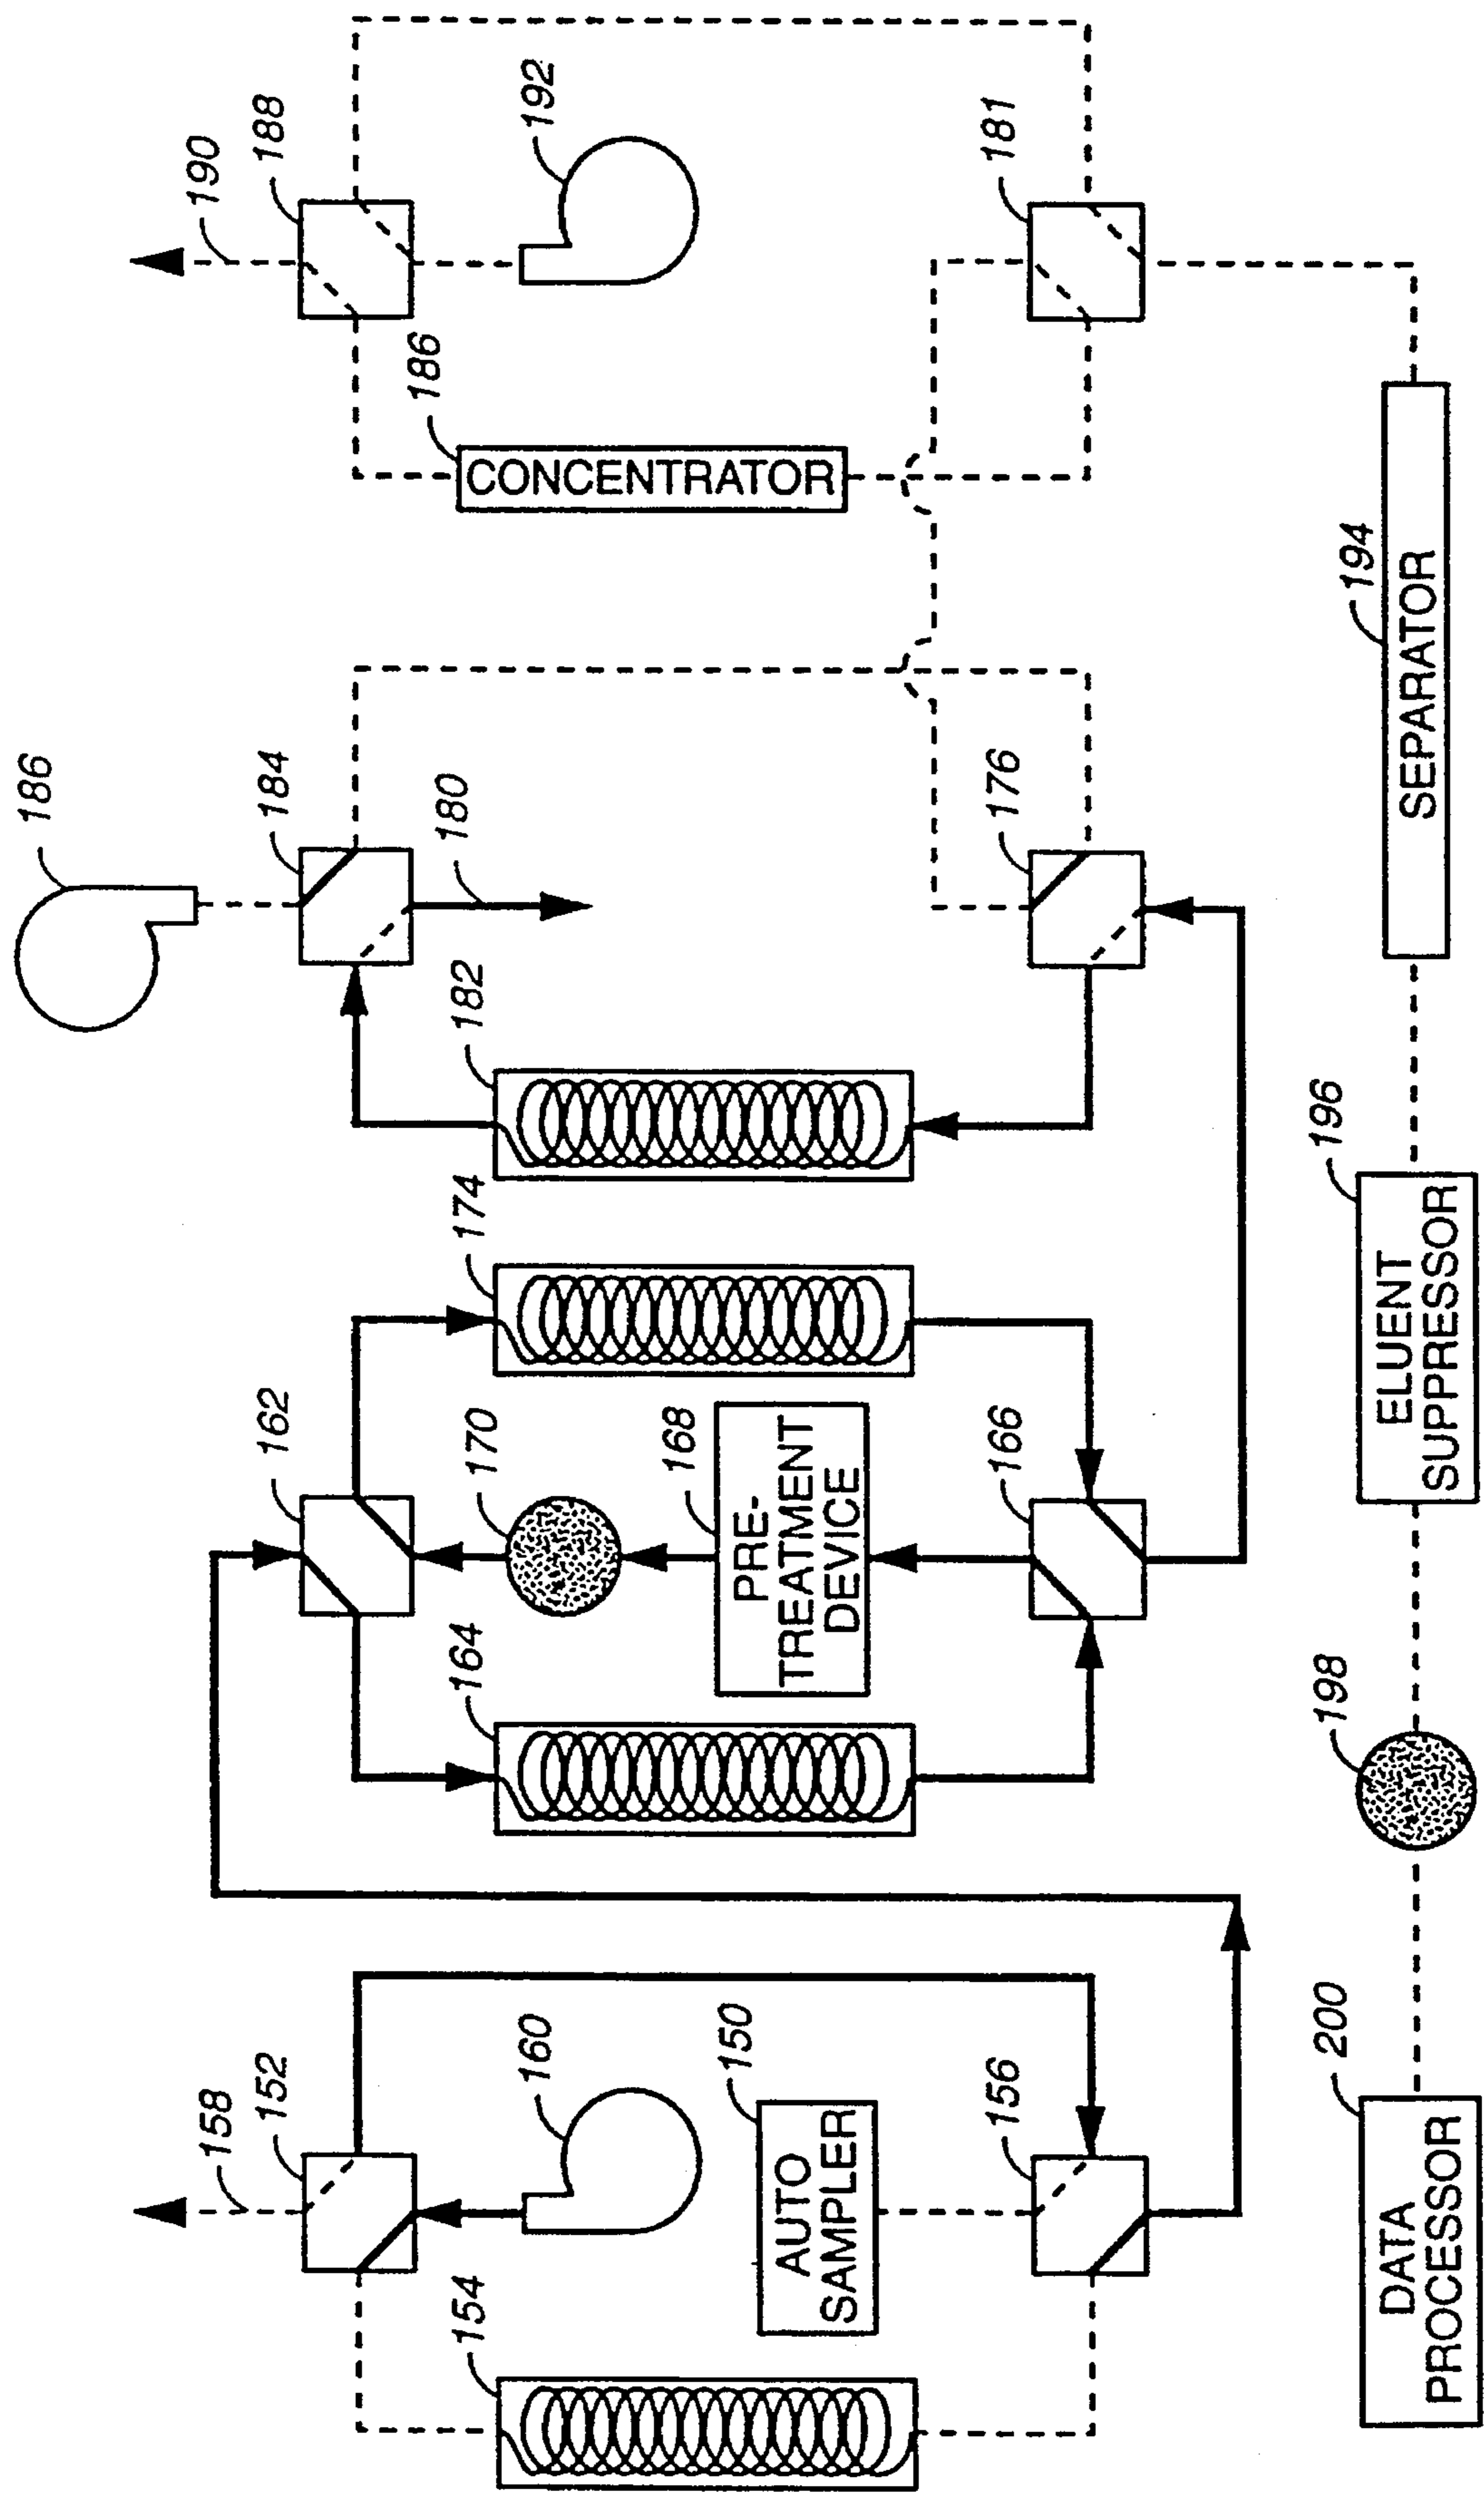 158
152
160
154
150
AUTO
SAMPLER
156
162
164
170
168
PRE-
TREATMENT
DEVICE
166
174
182
186
184
180
176
190
188
192
186
CONCENTRATOR
181
200
DATA
PROCESSOR
198
196
ELUENT
SUPPRESSOR
194
SEPARATOR